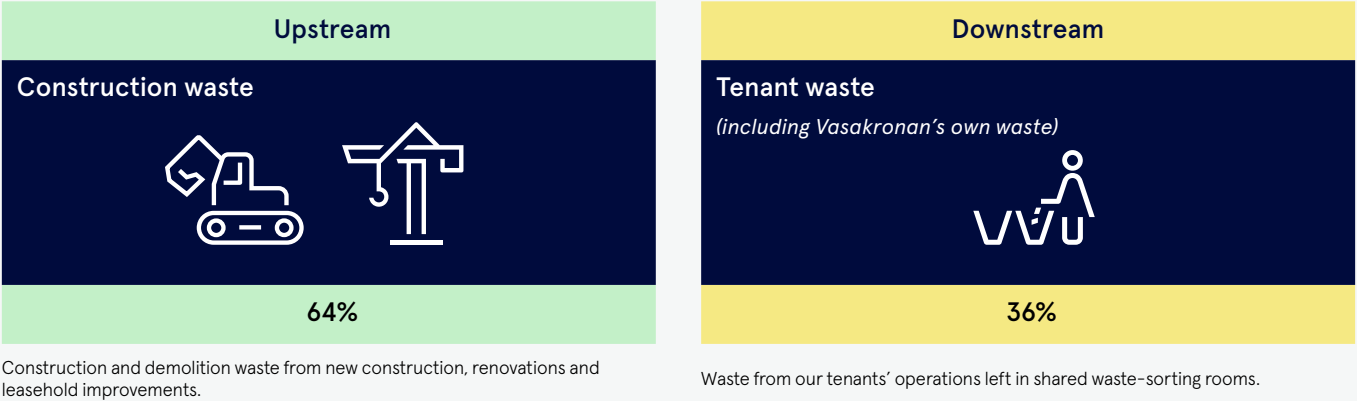 Upstream
Construction waste
64%
Construction and demolition waste from new construction, renovations and
leasehold improvements.
Downstream
Tenant waste
(including Vasakronan’s own waste)
36%
Waste from our tenants’ operations left in shared waste-sorting rooms.